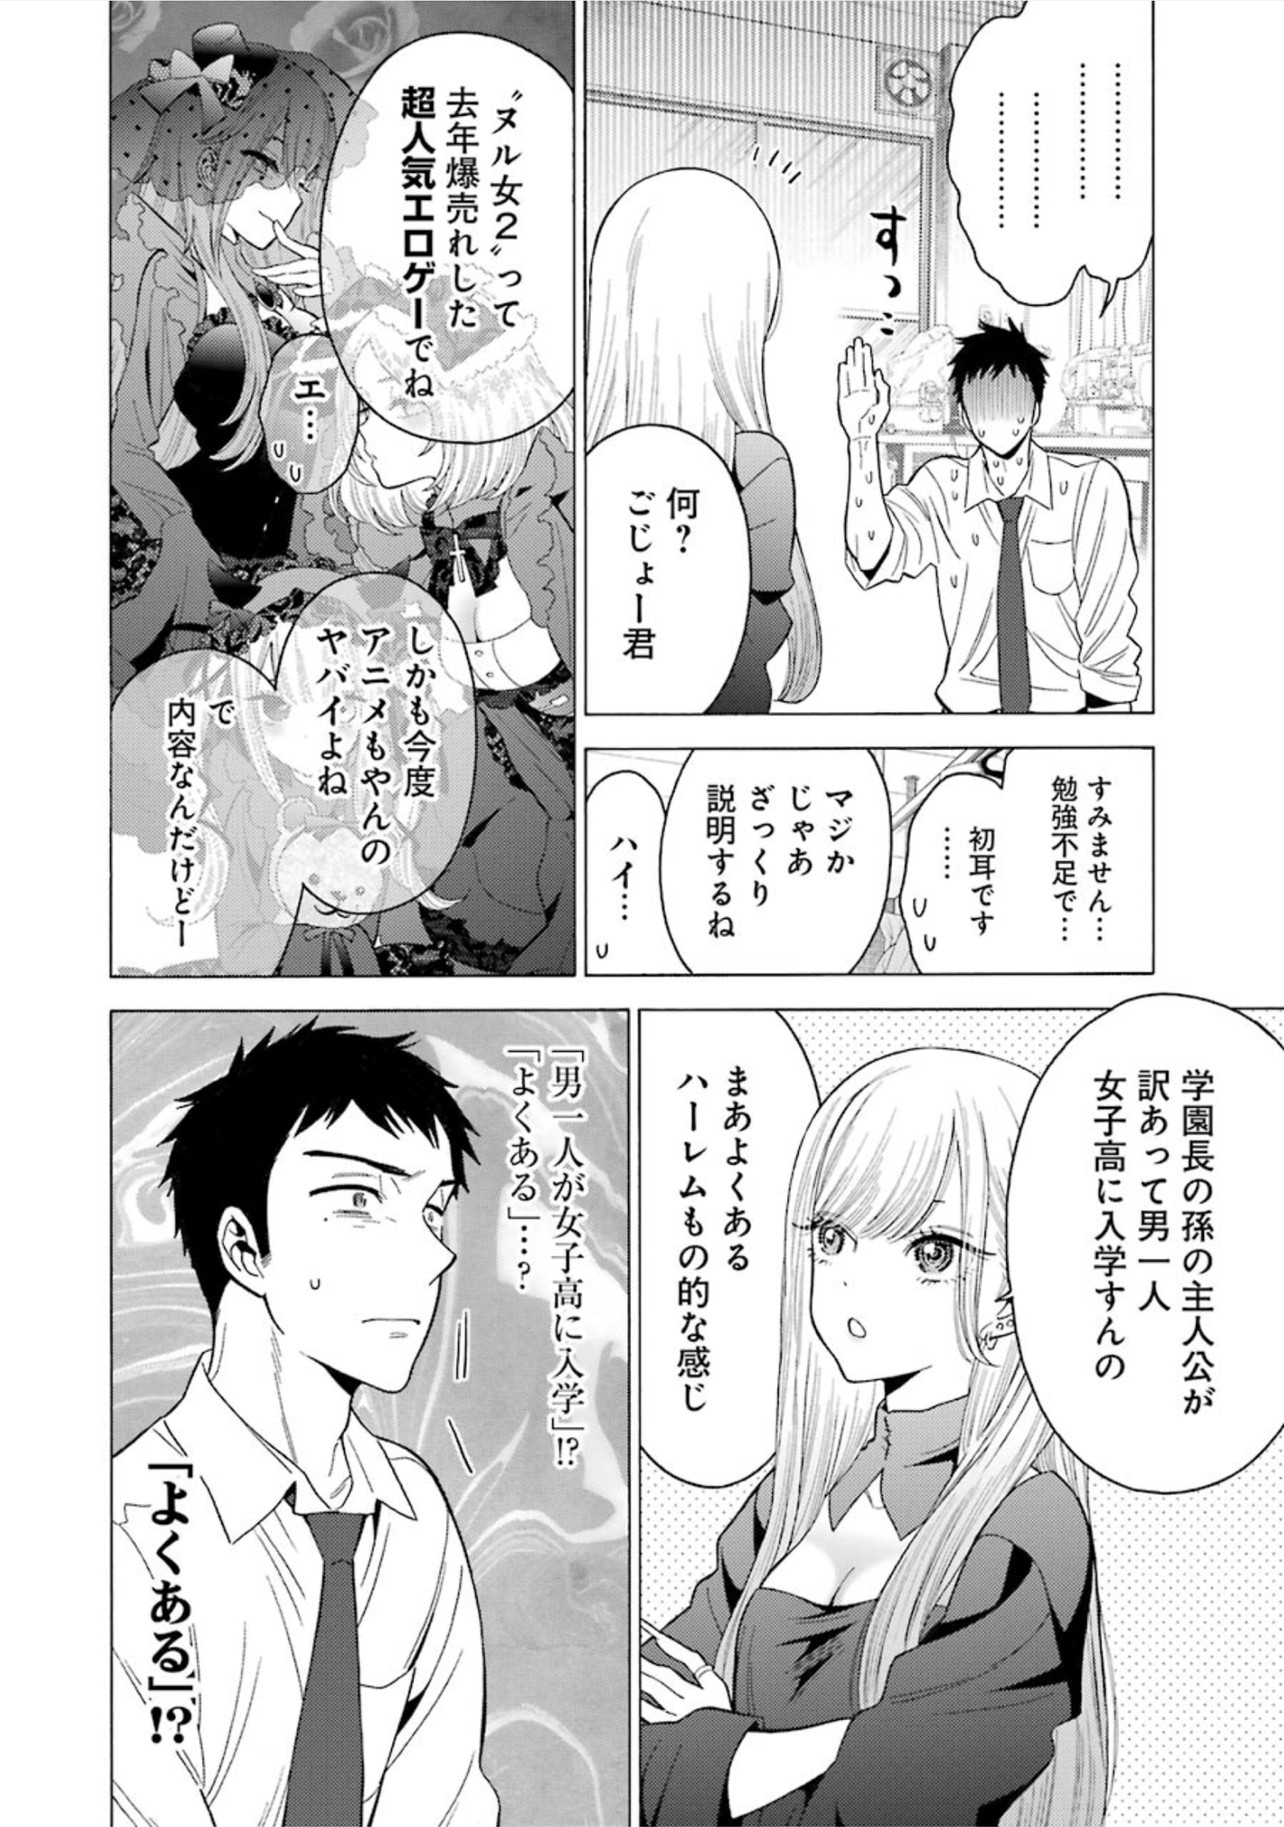 ………………
…………
…………
すっ…
何?
ごじょー君
すみません…
勉強不足で…
初耳です
……
マジか
じゃあ
ざっくり
説明するね
ハイ…
〝ヌル女2〟って
去年爆売れした
超人気エロゲーでね
エ…
しかも今度
アニメもやんの
ヤバイよね
で
内容なんだけどー
学園長の孫の主人公が
訳あって男一人
女子高に入学すんの
まあよくある
ハーレムもの的な感じ
「男一人が女子高に入学」!?
「よくある」…?
「よくある」!?